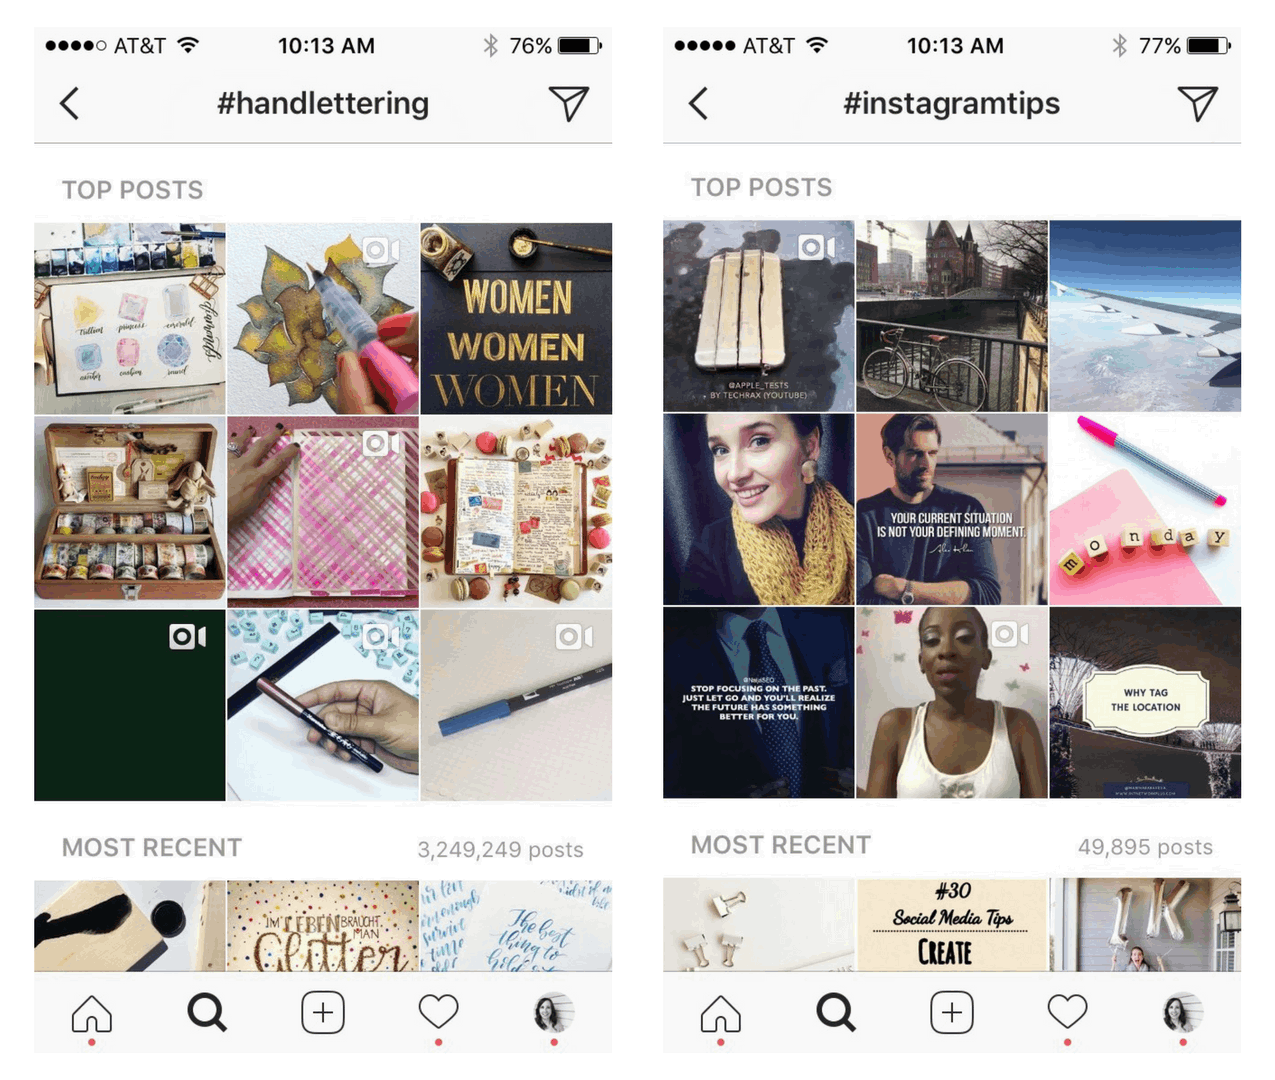 AT&T 10:13 AM 76%
#handlettering
TOP POSTS
trillion princess emerald
cushion round
WOMEN
WOMEN
WOMEN
MOST RECENT 3,249,249 posts
IM LEBEN BRAUCHT
MAN
Glitter
The best
thing to
hold
AT&T 10:13 AM 77%
#instagramtips
TOP POSTS
@APPLE_TESTS
BY TECHRAX (YOUTUBE)
YOUR CURRENT SITUATION
IS NOT YOUR DEFINING MOMENT.
monday
STOP FOCUSING ON THE PAST.
JUST LET GO AND YOU'LL REALIZE
THE FUTURE HAS SOMETHING
BETTER FOR YOU.
WHY TAG
THE LOCATION
MOST RECENT 49,895 posts
#30
Social Media Tips
CREATE